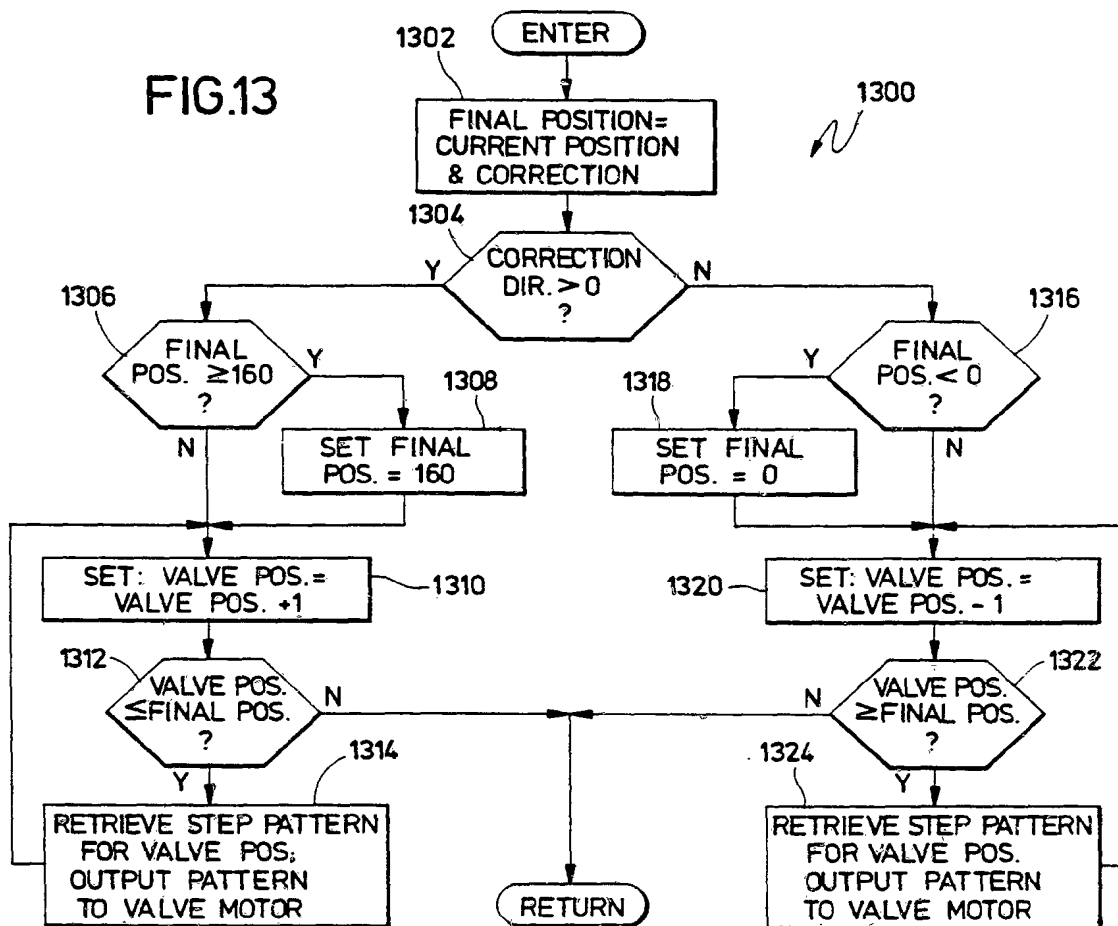 ENTER
1302
FIG.13
1300
FINAL POSITION=
CURRENT POSITION
& CORRECTION
1304
CORRECTION
DIR. > 0
?
Y
N
1306
FINAL
POS. ≥160
?
Y
N
1308
SET FINAL
POS. = 160
1316
FINAL
POS.< 0
?
Y
N
1318
SET FINAL
POS. = 0
SET: VALVE POS.=
VALVE POS. +1
1310
1320
SET: VALVE POS.=
VALVE POS. - 1
1312
VALVE POS.
≤FINAL POS.
?
N
Y
1322
VALVE POS.
≥FINAL POS.
?
N
Y
1314
RETRIEVE STEP PATTERN
FOR VALVE POS;
OUTPUT PATTERN
TO VALVE MOTOR
1324
RETRIEVE STEP PATTERN
FOR VALVE POS.
OUTPUT PATTERN
TO VALVE MOTOR
RETURN